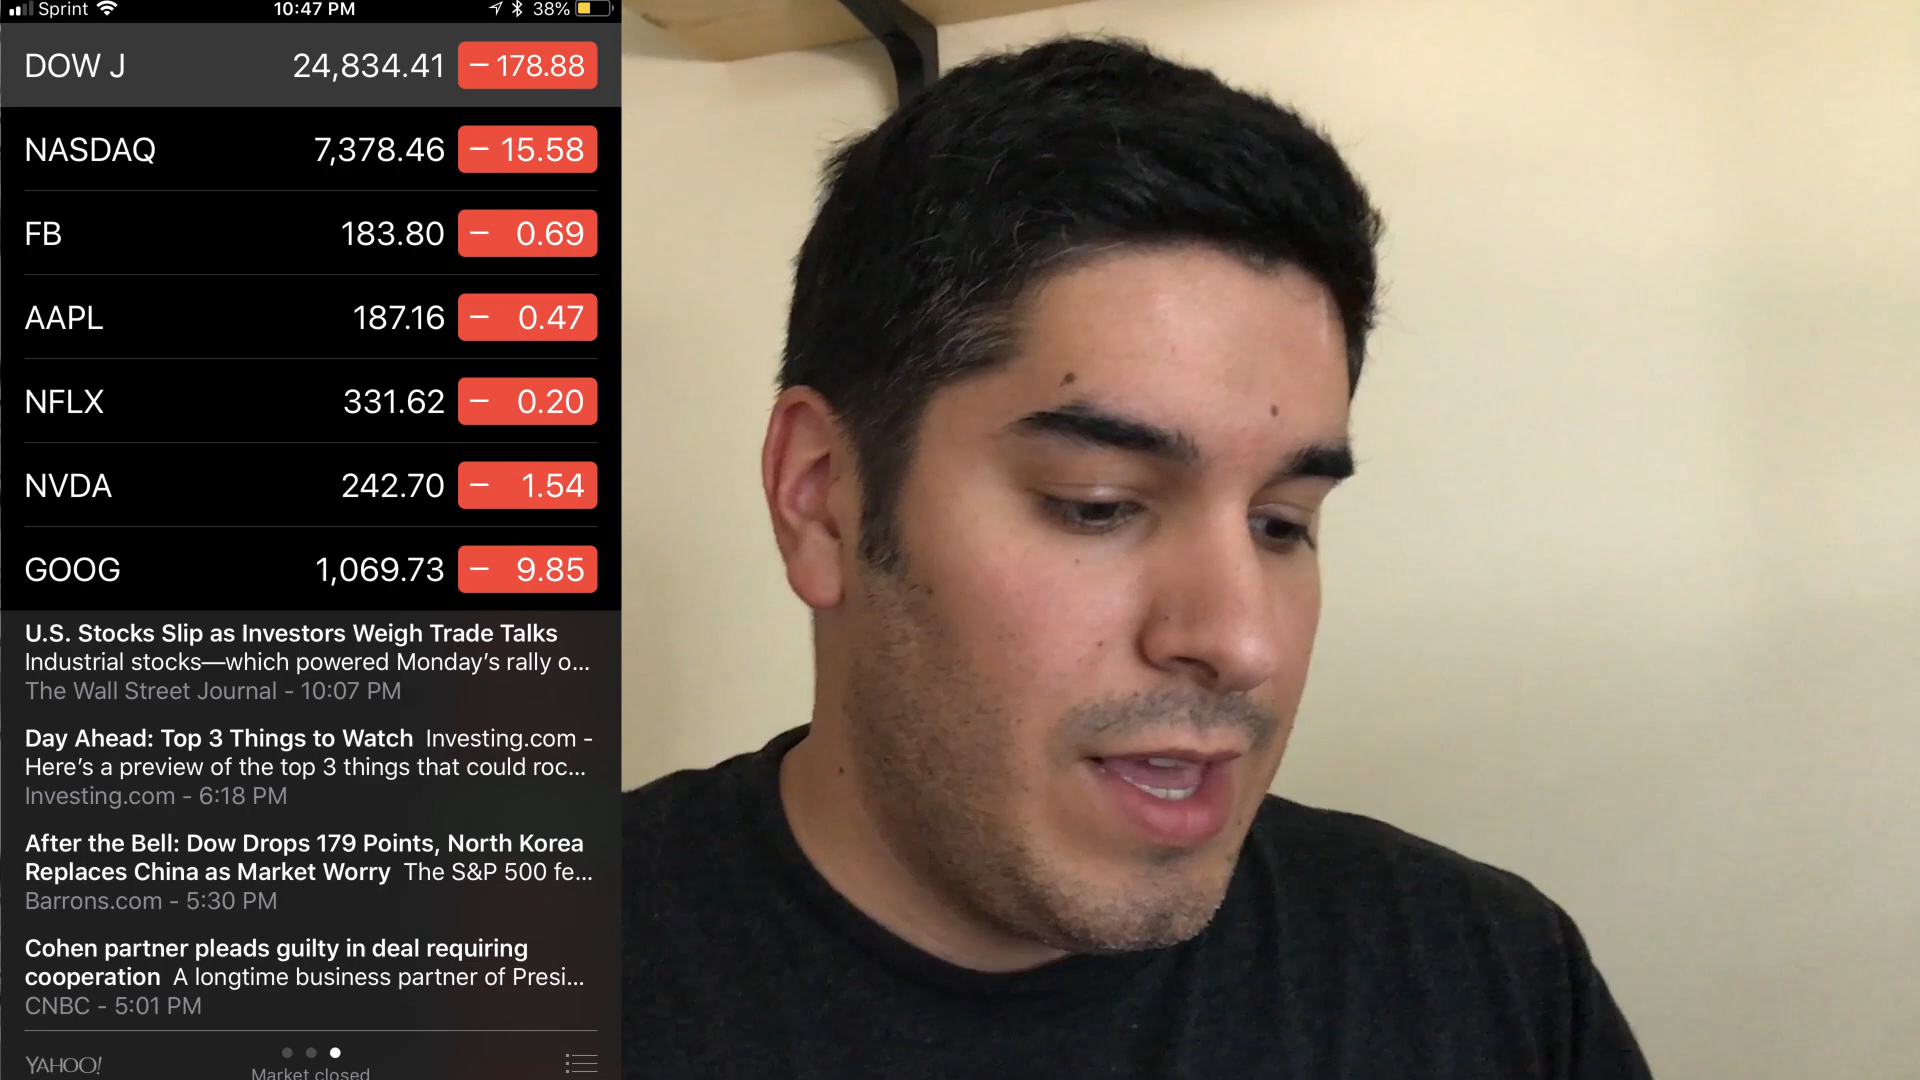 Sprint 10:47 PM 38%
DOW J 24,834.41 – 178.88
NASDAQ 7,378.46 – 15.58
FB 183.80 – 0.69
AAPL 187.16 – 0.47
NFLX 331.62 – 0.20
NVDA 242.70 – 1.54
GOOG 1,069.73 – 9.85
U.S. Stocks Slip as Investors Weigh Trade Talks
Industrial stocks—which powered Monday’s rally o...
The Wall Street Journal - 10:07 PM
Day Ahead: Top 3 Things to Watch Investing.com -
Here’s a preview of the top 3 things that could roc...
Investing.com - 6:18 PM
After the Bell: Dow Drops 179 Points, North Korea
Replaces China as Market Worry The S&P 500 fe...
Barrons.com - 5:30 PM
Cohen partner pleads guilty in deal requiring
cooperation A longtime business partner of Presi...
CNBC - 5:01 PM
YAHOO!
Market closed